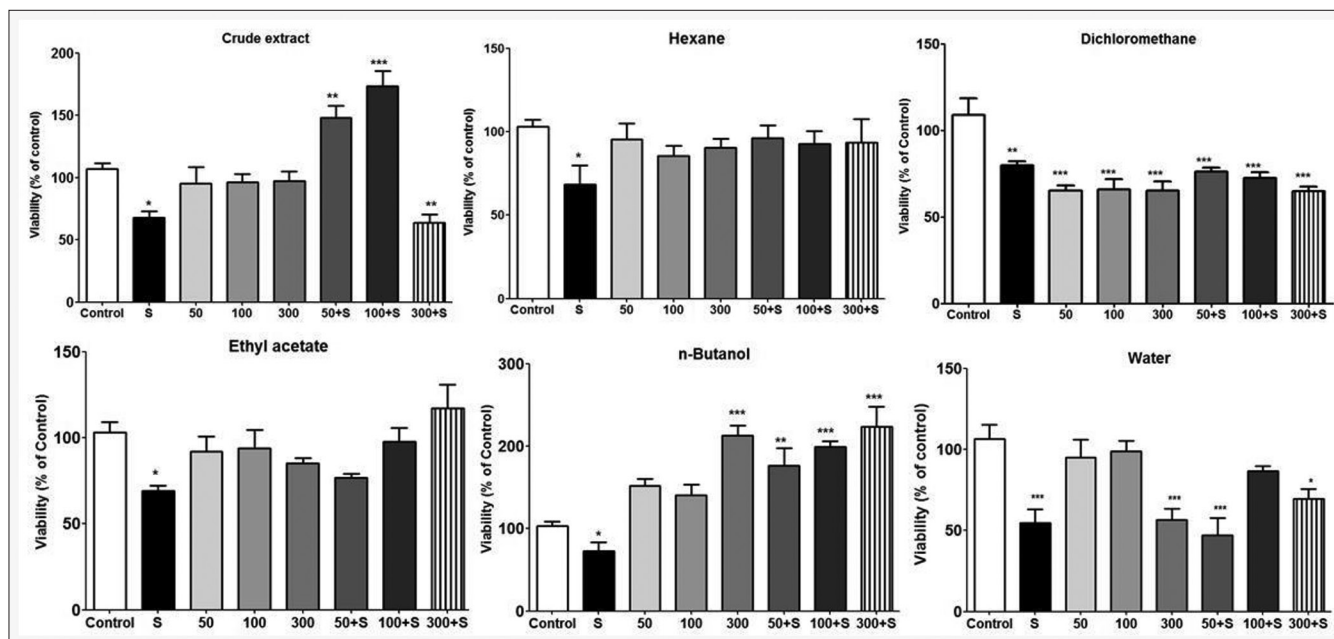 Crude extract
Viability (% of control)
200
150
100
50
0
*
**
***
**
Control S 50 100 300 50+S 100+S 300+S
Hexane
Viability (% of control)
150
100
50
0
*
Control S 50 100 300 50+S 100+S 300+S
Dichloromethane
Viability (% of Control)
150
100
50
0
**
***
***
***
***
***
***
Control S 50 100 300 50+S 100+S 300+S
Ethyl acetate
Viability (% of Control)
150
100
50
0
*
Control S 50 100 300 50+S 100+S 300+S
n-Butanol
Viability (% of Control)
300
200
100
0
*
***
**
***
***
Control S 50 100 300 50+S 100+S 300+S
Water
Viability (% of control)
150
100
50
0
***
***
***
*
Control S 50 100 300 50+S 100+S 300+S